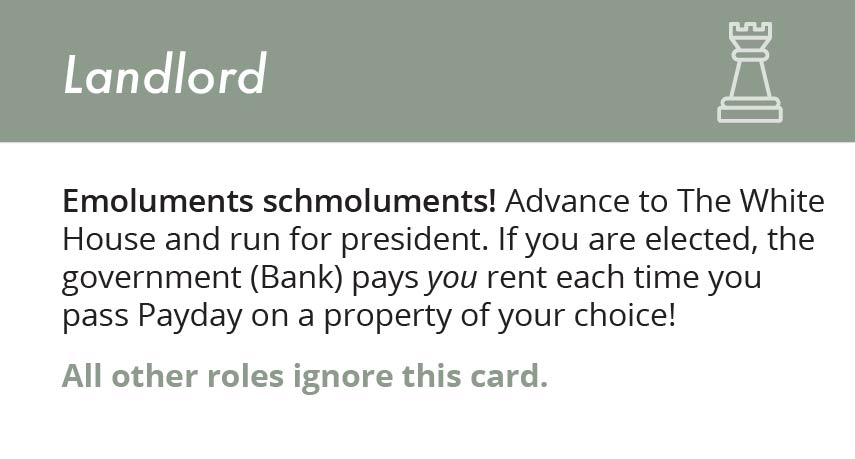 Landlord
Emoluments schmoluments! Advance to The White
House and run for president. If you are elected, the
government (Bank) pays you rent each time you
pass Payday on a property of your choice!
All other roles ignore this card.